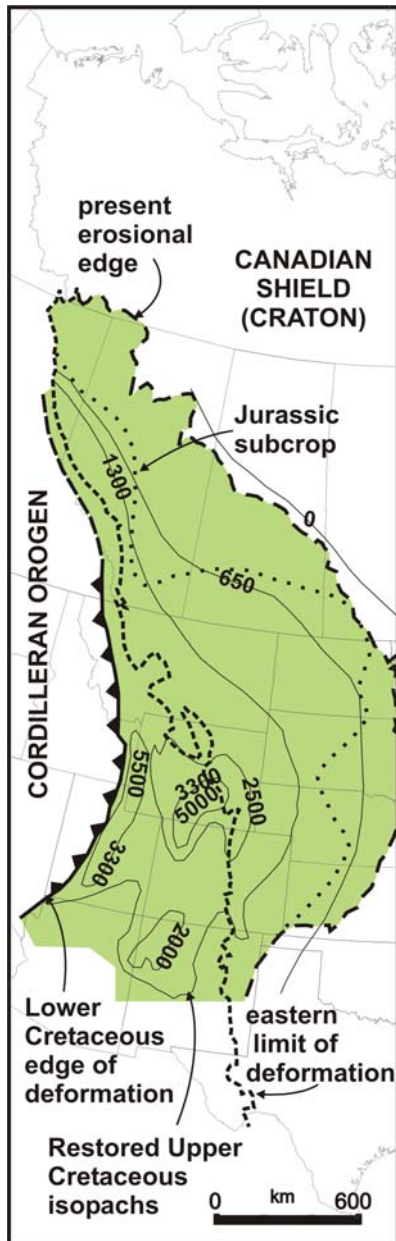 present
erosional
edge
CANADIAN
SHIELD
(CRATON)
Jurassic
subcrop
1300
0
650
CORDILLERAN OROGEN
5500
3300
5000
2500
3300
2000
Lower
Cretaceous
edge of
deformation
eastern
limit of
deformation
Restored Upper
Cretaceous
isopachs
0 km 600